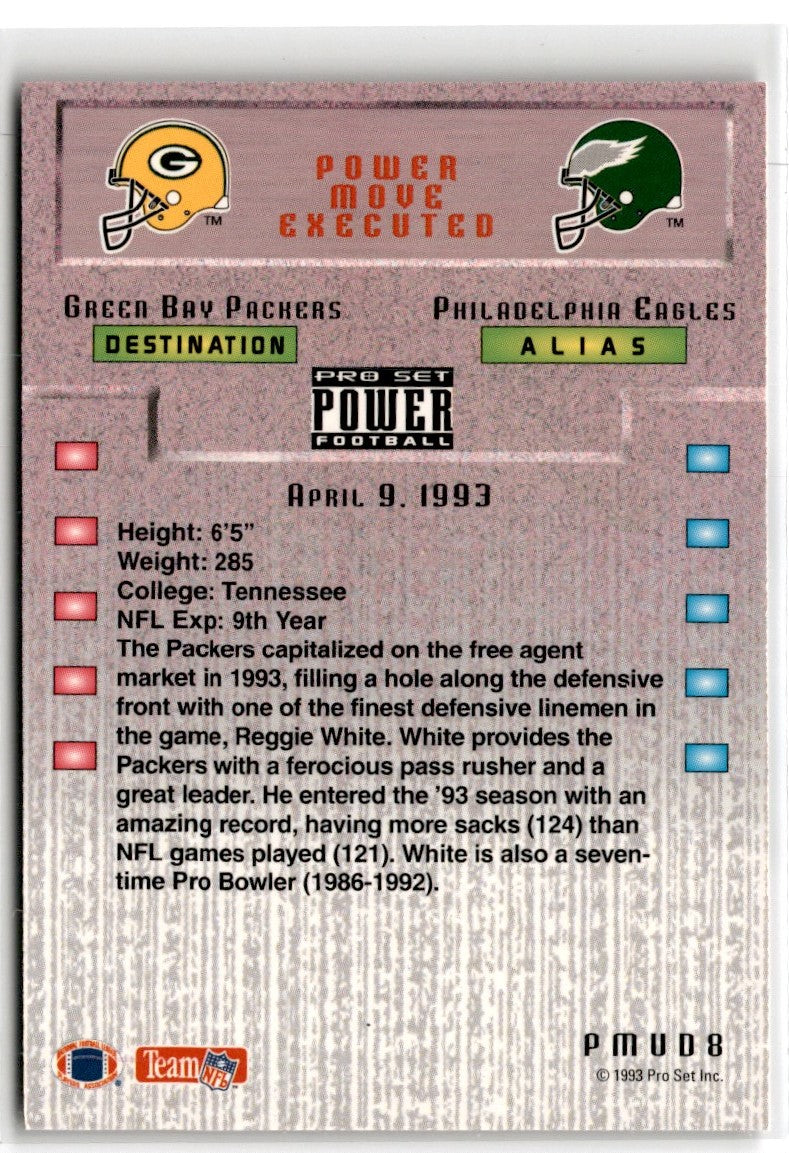 POWER
MOVE
EXECUTED
G
TM
TM
GREEN BAY PACKERS
PHILADELPHIA EAGLES
DESTINATION
ALIAS
PRO SET
POWER
FOOTBALL
APRIL 9, 1993
Height: 6'5"
Weight: 285
College: Tennessee
NFL Exp: 9th Year
The Packers capitalized on the free agent
market in 1993, filling a hole along the defensive
front with one of the finest defensive linemen in
the game, Reggie White. White provides the
Packers with a ferocious pass rusher and a
great leader. He entered the '93 season with an
amazing record, having more sacks (124) than
NFL games played (121). White is also a seven-
time Pro Bowler (1986-1992).
Team NFL
PMUD8
© 1993 Pro Set Inc.